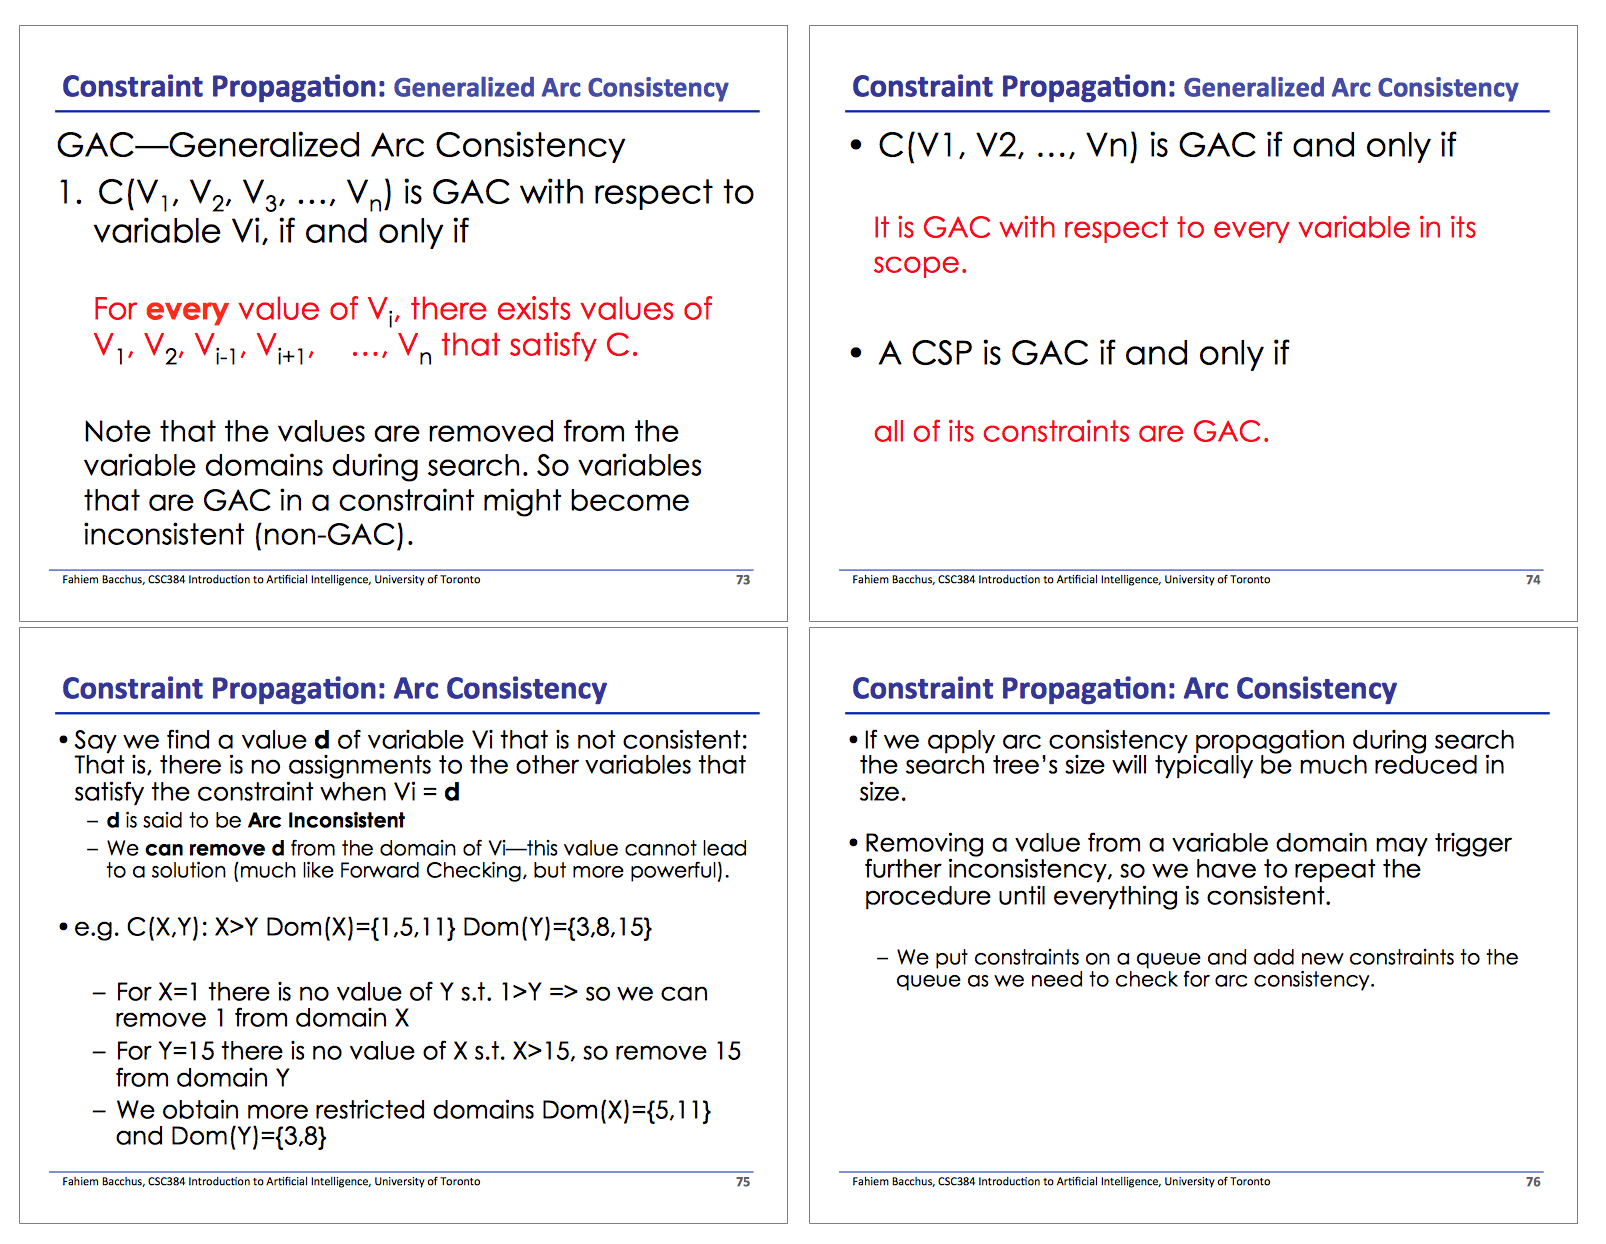 Constraint Propagation: Generalized Arc Consistency
GAC—Generalized Arc Consistency
1. C(V1, V2, V3, …, Vn) is GAC with respect to
variable Vi, if and only if
For every value of Vi, there exists values of
V1, V2, Vi-1, Vi+1, …, Vn that satisfy C.
Note that the values are removed from the
variable domains during search. So variables
that are GAC in a constraint might become
inconsistent (non-GAC).
Fahiem Bacchus, CSC384 Introduction to Artificial Intelligence, University of Toronto 73
Constraint Propagation: Generalized Arc Consistency
• C(V1, V2, …, Vn) is GAC if and only if
It is GAC with respect to every variable in its
scope.
• A CSP is GAC if and only if
all of its constraints are GAC.
Fahiem Bacchus, CSC384 Introduction to Artificial Intelligence, University of Toronto 74
Constraint Propagation: Arc Consistency
• Say we find a value d of variable Vi that is not consistent:
That is, there is no assignments to the other variables that
satisfy the constraint when Vi = d
– d is said to be Arc Inconsistent
– We can remove d from the domain of Vi—this value cannot lead
to a solution (much like Forward Checking, but more powerful).
• e.g. C(X,Y): X>Y Dom(X)={1,5,11} Dom(Y)={3,8,15}
– For X=1 there is no value of Y s.t. 1>Y => so we can
remove 1 from domain X
– For Y=15 there is no value of X s.t. X>15, so remove 15
from domain Y
– We obtain more restricted domains Dom(X)={5,11}
and Dom(Y)={3,8}
Fahiem Bacchus, CSC384 Introduction to Artificial Intelligence, University of Toronto 75
Constraint Propagation: Arc Consistency
• If we apply arc consistency propagation during search
the search tree’s size will typically be much reduced in
size.
• Removing a value from a variable domain may trigger
further inconsistency, so we have to repeat the
procedure until everything is consistent.
– We put constraints on a queue and add new constraints to the
queue as we need to check for arc consistency.
Fahiem Bacchus, CSC384 Introduction to Artificial Intelligence, University of Toronto 76